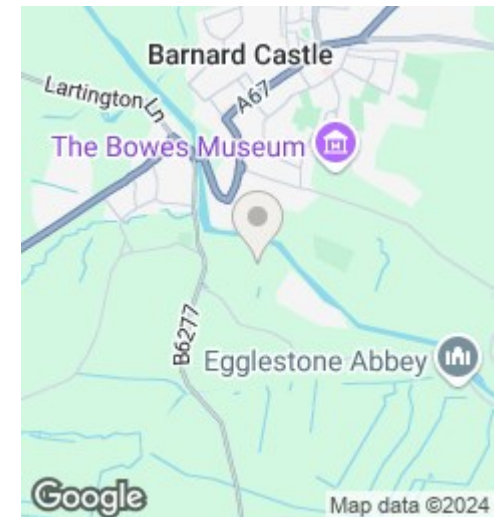 Barnard Castle
Lartington Ln
A67
The Bowes Museum
B6277
Egglestone Abbey
Google
Map data ©2024